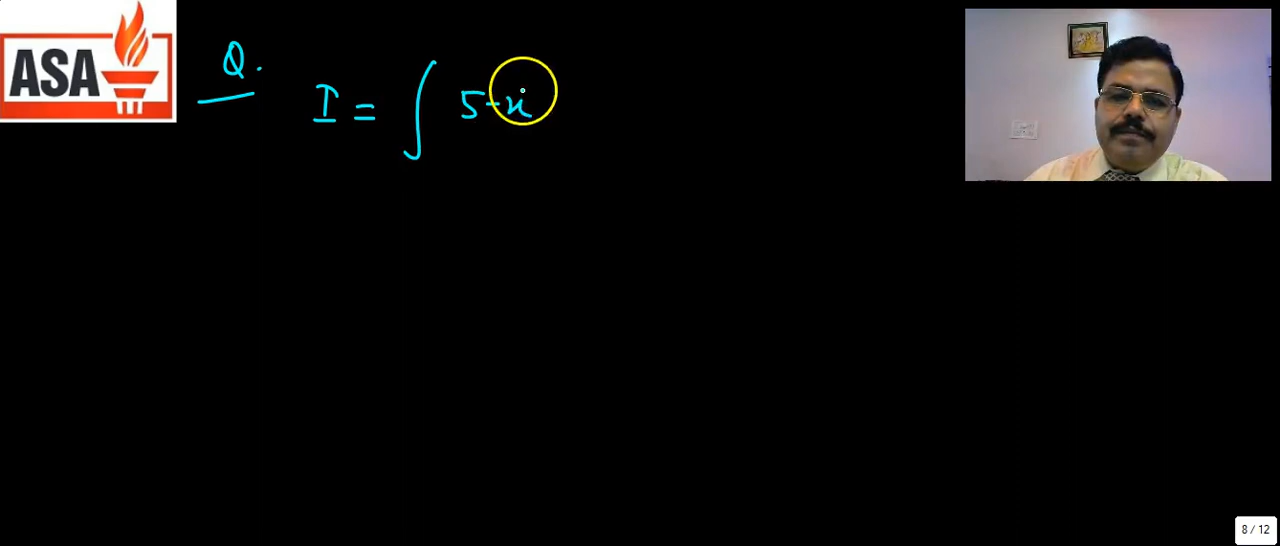 ASA
Q.
I = ∫ 5-x
8 / 12